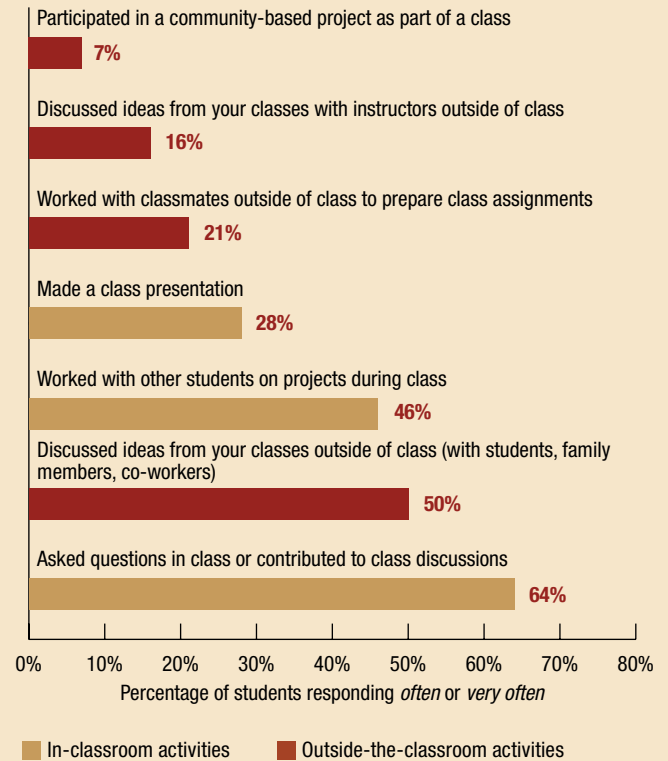 Participated in a community-based project as part of a class
7%
Discussed ideas from your classes with instructors outside of class
16%
Worked with classmates outside of class to prepare class assignments
21%
Made a class presentation
28%
Worked with other students on projects during class
46%
Discussed ideas from your classes outside of class (with students, family
members, co-workers)
50%
Asked questions in class or contributed to class discussions
64%
0% 10% 20% 30% 40% 50% 60% 70% 80%
Percentage of students responding often or very often
In-classroom activities Outside-the-classroom activities